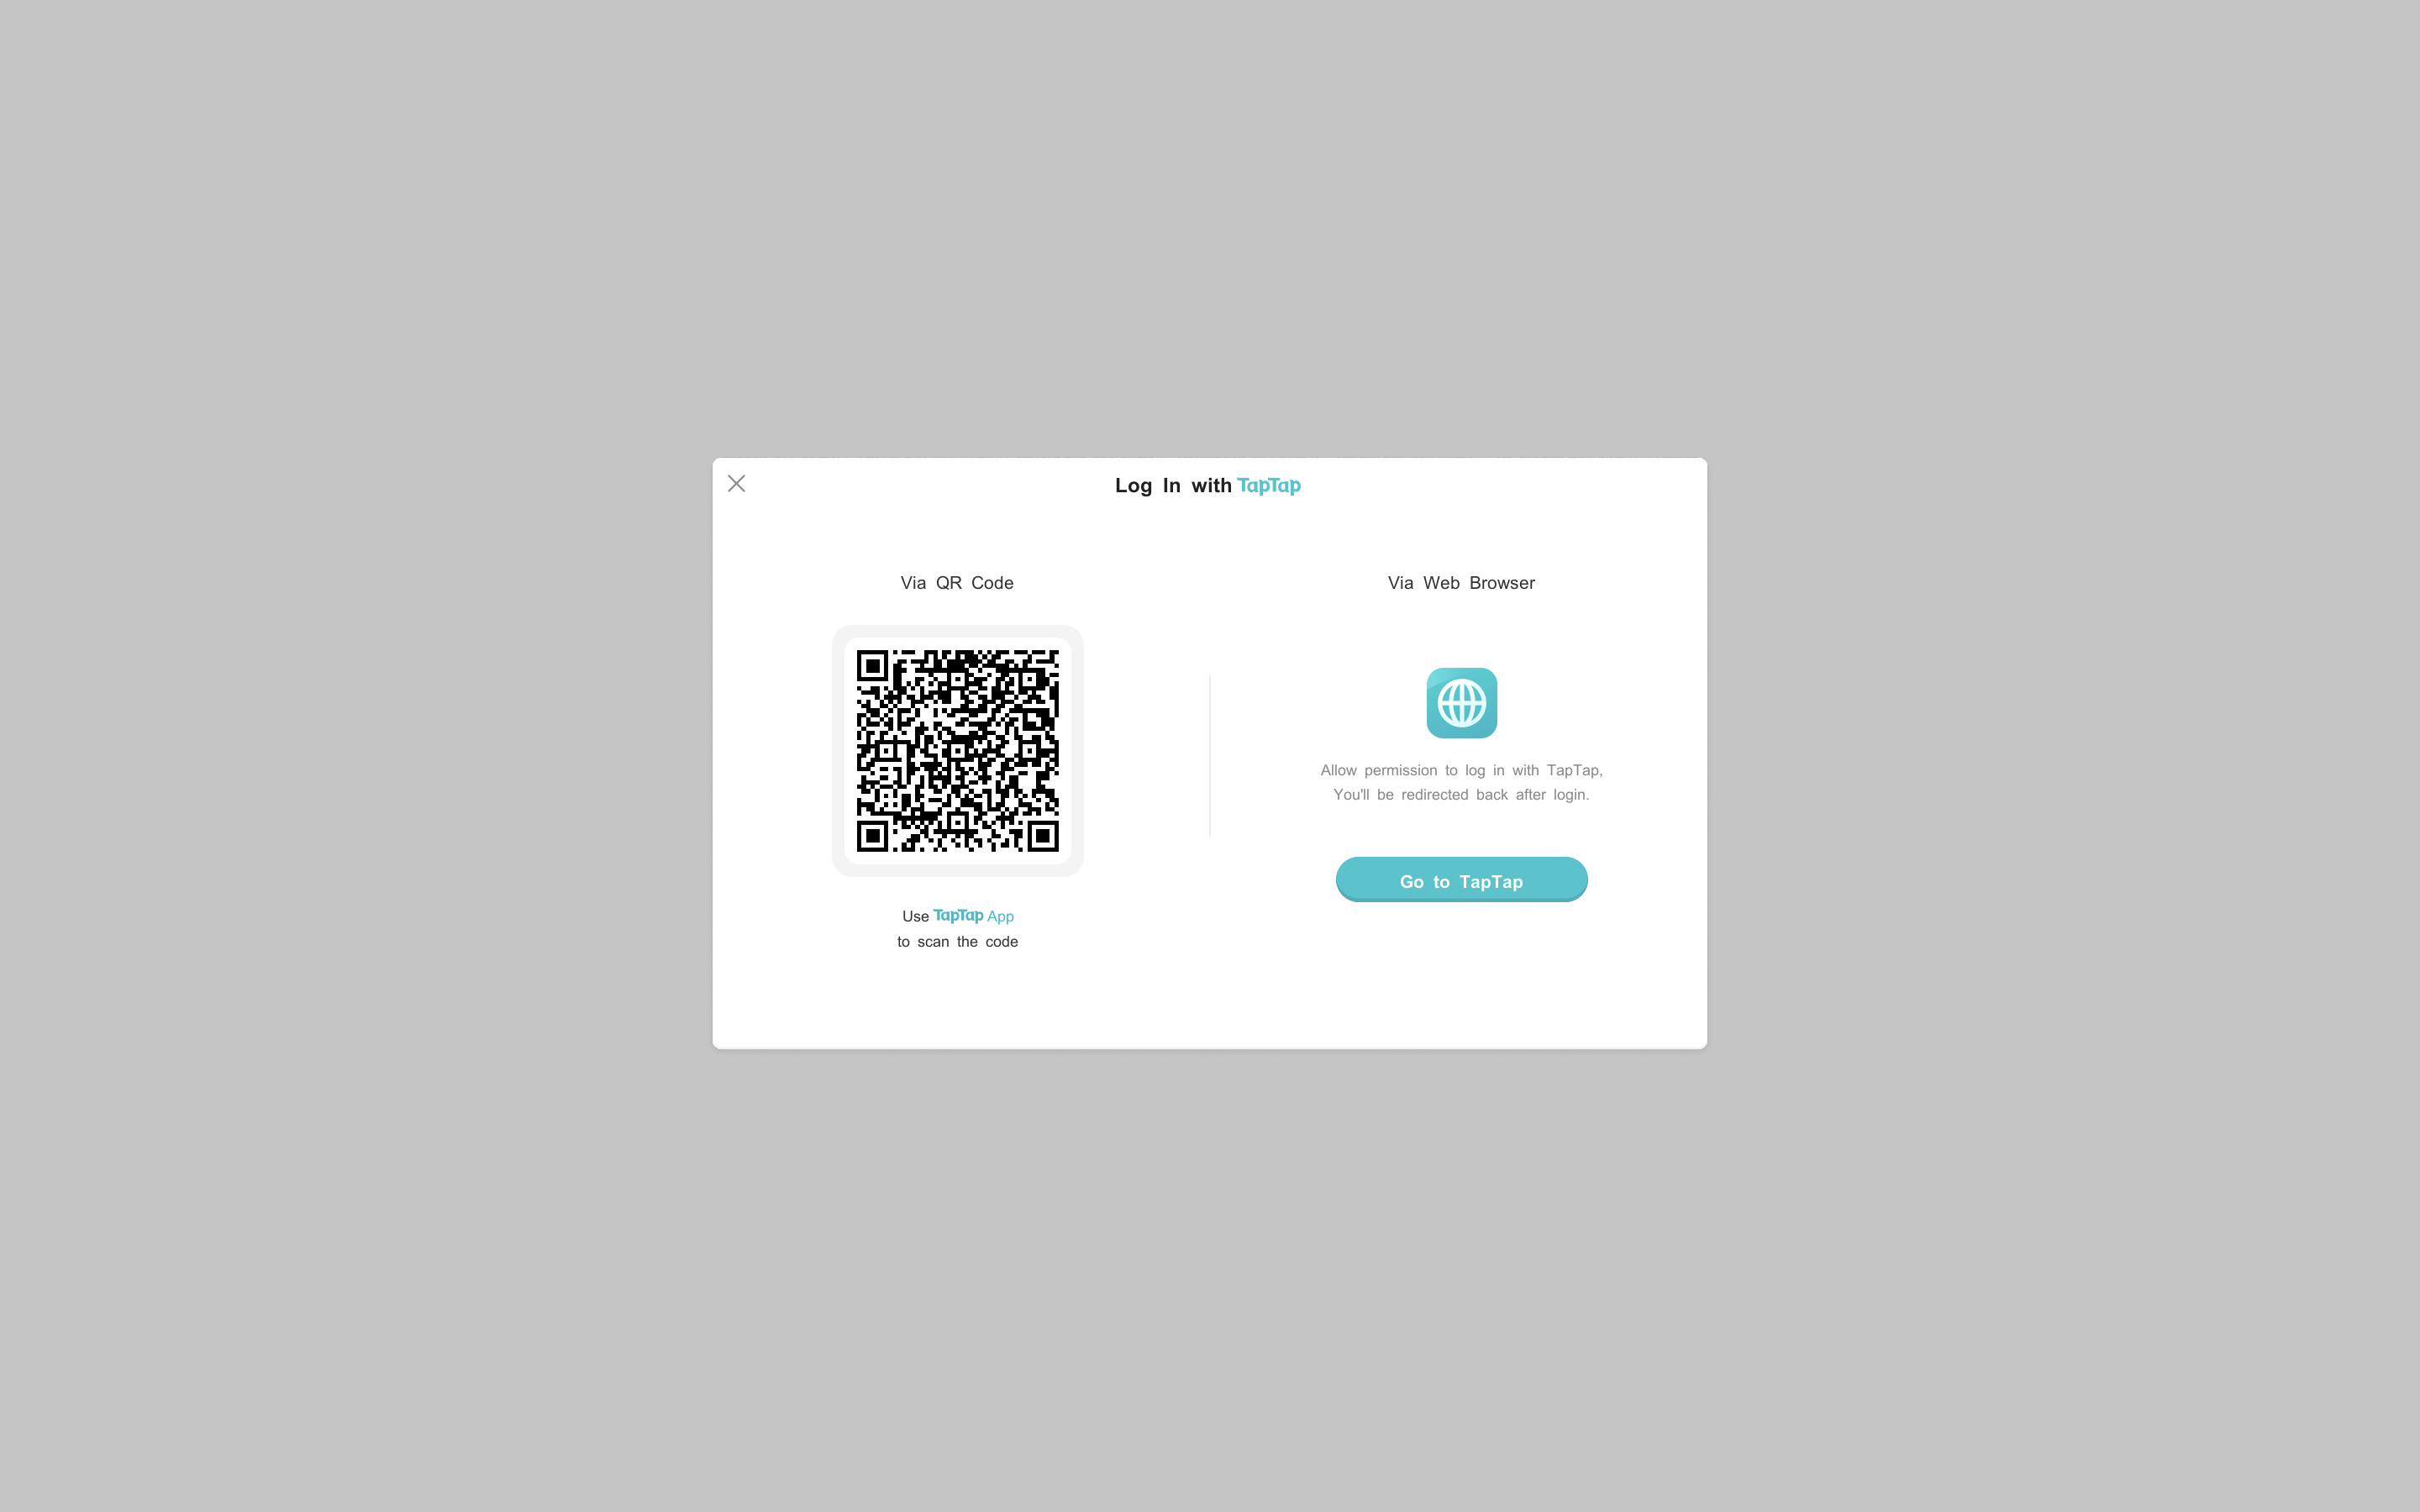 Log In with TapTap
Via QR Code
Use TapTap App
to scan the code
Via Web Browser
Allow permission to log in with TapTap,
You'll be redirected back after login.
Go to TapTap